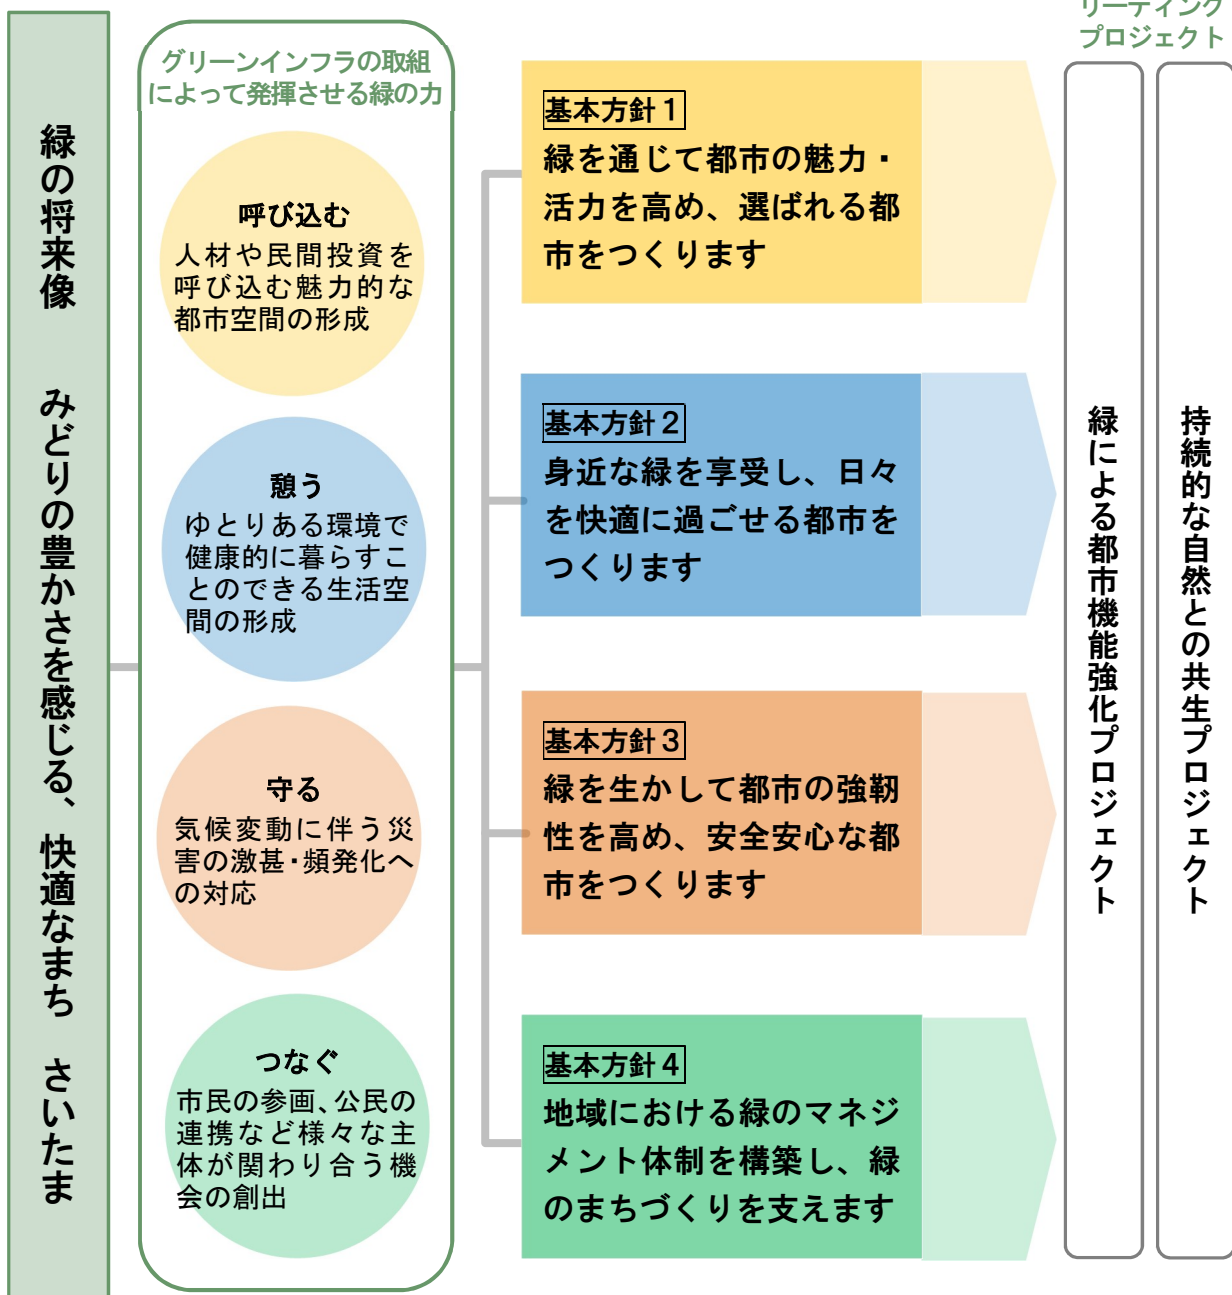 緑の将来像　みどりの豊かさを感じる、快適なまち　さいたま
グリーンインフラの取組
によって発揮させる緑の力
呼び込む
人材や民間投資を
呼び込む魅力的な
都市空間の形成
憩う
ゆとりある環境で
健康的に暮らすこ
とのできる生活空
間の形成
守る
気候変動に伴う災
害の激甚・頻発化へ
の対応
つなぐ
市民の参画、公民の
連携など様々な主
体が関わり合う機
会の創出
基本方針１
緑を通じて都市の魅力・
活力を高め、選ばれる都
市をつくります
基本方針２
身近な緑を享受し、日々
を快適に過ごせる都市を
つくります
基本方針３
緑を生かして都市の強靭
性を高め、安全安心な都
市をつくります
基本方針４
地域における緑のマネジ
メント体制を構築し、緑
のまちづくりを支えます
リーディング
プロジェクト
緑による都市機能強化プロジェクト
持続的な自然との共生プロジェクト